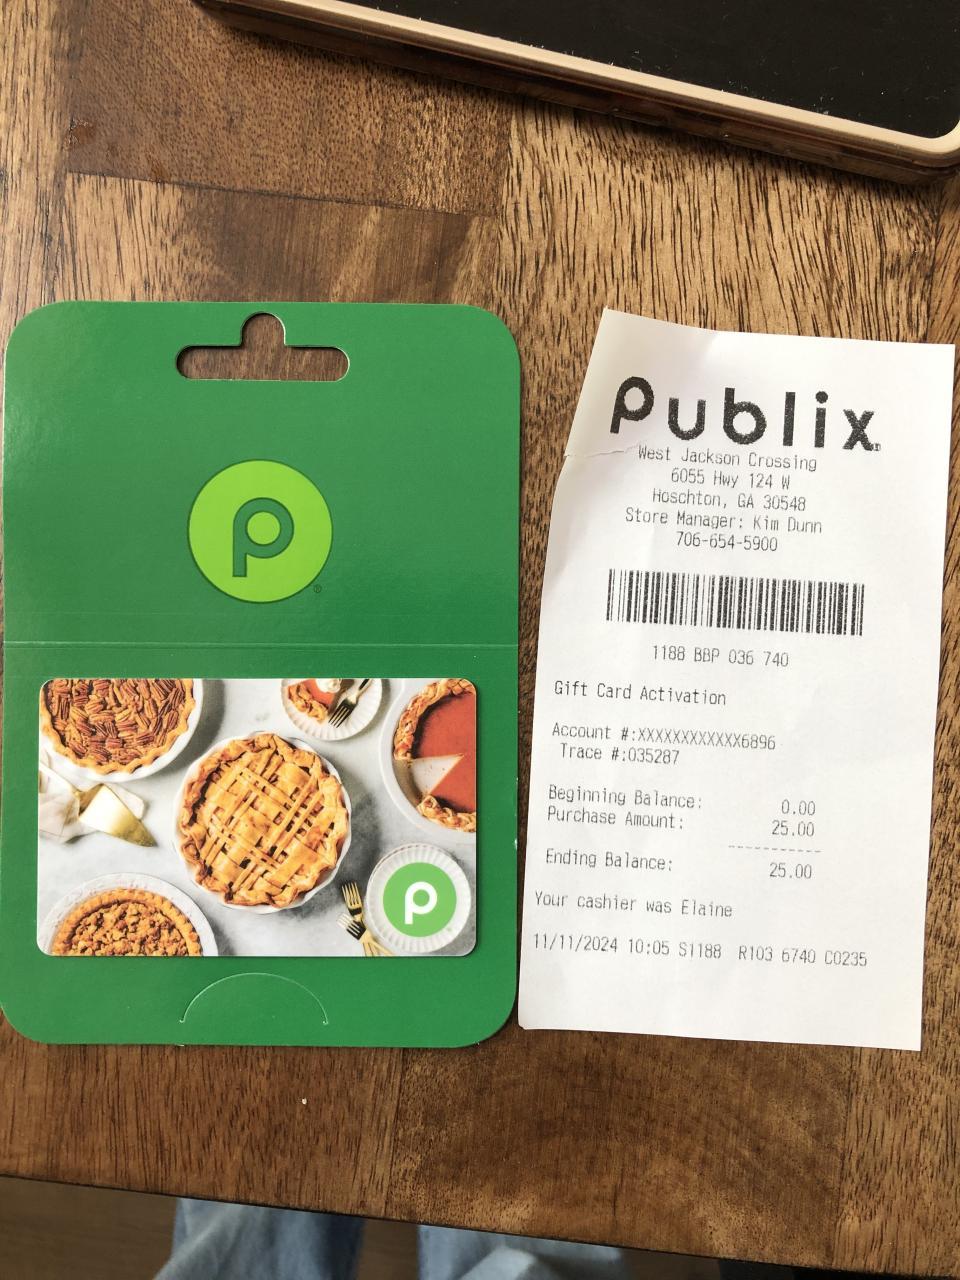 Publix
West Jackson Crossing
6055 Hwy 124 W
Hoschton, GA 30548
Store Manager: Kim Dunn
706-654-5900
1188 BBP 036 740
Gift Card Activation
Account #:XXXXXXXXXXXX6896
Trace #:035287
Beginning Balance: 0.00
Purchase Amount: 25.00
----------
Ending Balance: 25.00
Your cashier was Elaine
11/11/2024 10:05 S1188 R103 6740 C0235